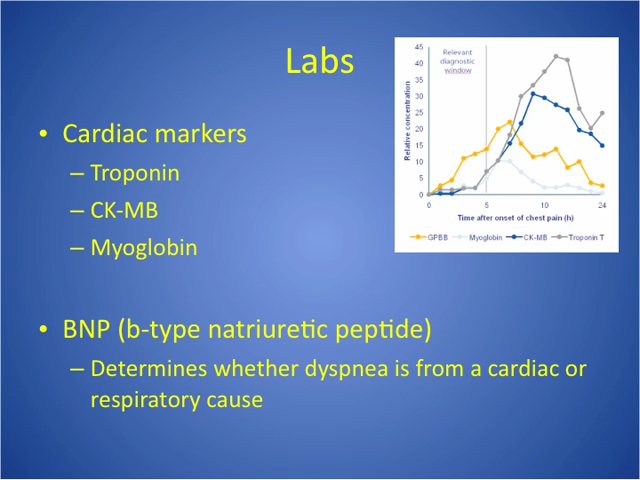 Labs
• Cardiac markers
– Troponin
– CK-MB
– Myoglobin
• BNP (b-type natriuretic peptide)
– Determines whether dyspnea is from a cardiac or
respiratory cause
Relevant
diagnostic
window
Relative concentration
45
40
35
30
25
20
15
10
5
0
0 5 10 24
Time after onset of chest pain (h)
GPBB Myoglobin CK-MB Troponin T